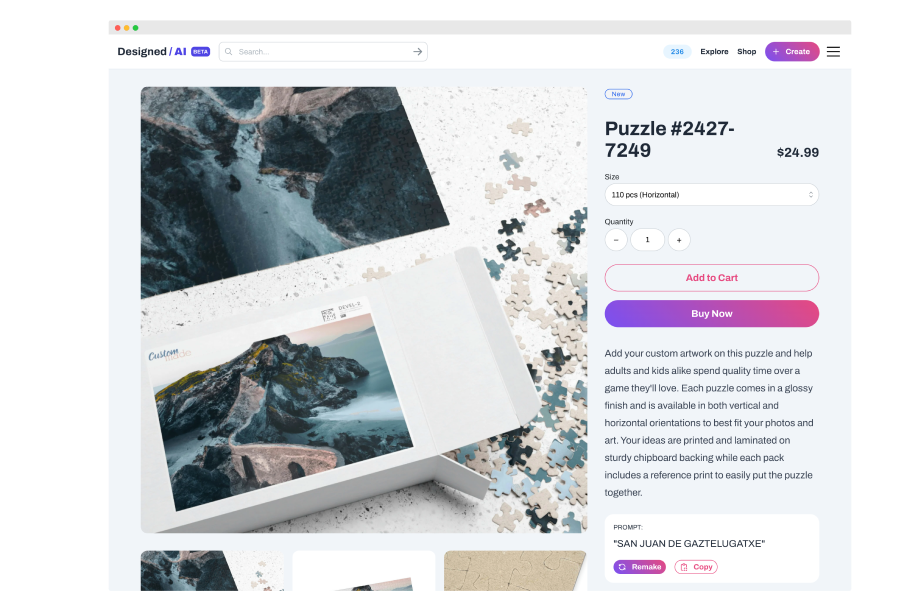 Designed / AI BETA
Search...
236
Explore
Shop
+ Create
New
Puzzle #2427-
7249
$24.99
Size
110 pcs (Horizontal)
Quantity
− 1 +
Add to Cart
Buy Now
Add your custom artwork on this puzzle and help
adults and kids alike spend quality time over a
game they'll love. Each puzzle comes in a glossy
finish and is available in both vertical and
horizontal orientations to best fit your photos and
art. Your ideas are printed and laminated on
sturdy chipboard backing while each pack
includes a reference print to easily put the puzzle
together.
PROMPT:
"SAN JUAN DE GAZTELUGATXE"
Remake
Copy
Custom